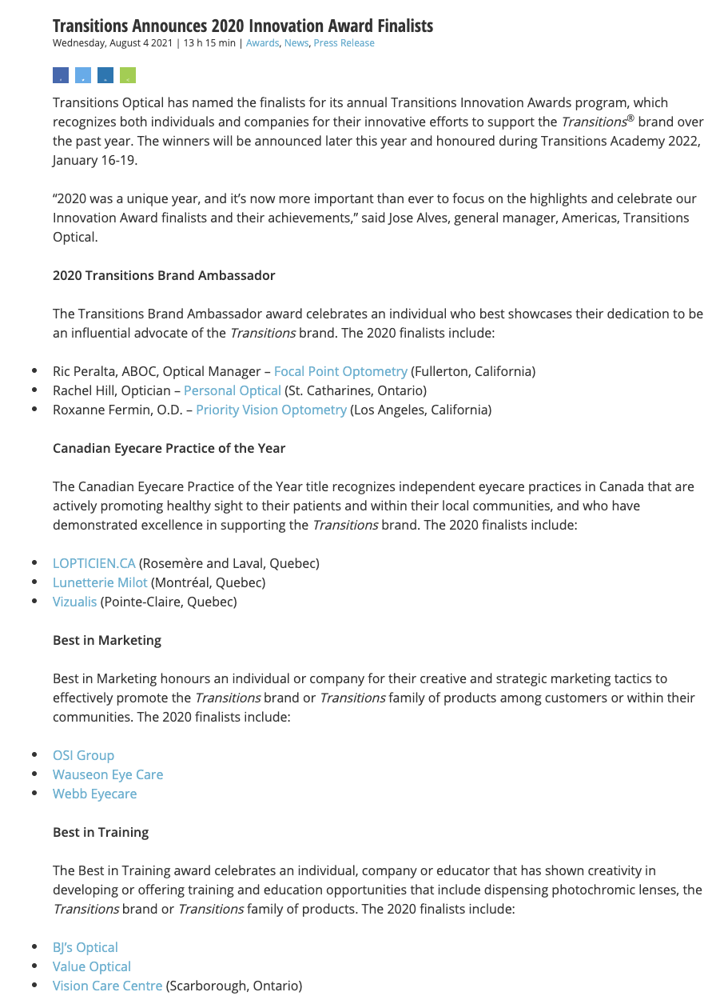 Transitions Announces 2020 Innovation Award Finalists
Wednesday, August 4 2021 | 13 h 15 min | Awards, News, Press Release
Transitions Optical has named the finalists for its annual Transitions Innovation Awards program, which
recognizes both individuals and companies for their innovative efforts to support the Transitions® brand over
the past year. The winners will be announced later this year and honoured during Transitions Academy 2022,
January 16-19.
“2020 was a unique year, and it’s now more important than ever to focus on the highlights and celebrate our
Innovation Award finalists and their achievements,” said Jose Alves, general manager, Americas, Transitions
Optical.
2020 Transitions Brand Ambassador
The Transitions Brand Ambassador award celebrates an individual who best showcases their dedication to be
an influential advocate of the Transitions brand. The 2020 finalists include:
• Ric Peralta, ABOC, Optical Manager – Focal Point Optometry (Fullerton, California)
• Rachel Hill, Optician – Personal Optical (St. Catharines, Ontario)
• Roxanne Fermin, O.D. – Priority Vision Optometry (Los Angeles, California)
Canadian Eyecare Practice of the Year
The Canadian Eyecare Practice of the Year title recognizes independent eyecare practices in Canada that are
actively promoting healthy sight to their patients and within their local communities, and who have
demonstrated excellence in supporting the Transitions brand. The 2020 finalists include:
• LOPTICIEN.CA (Rosemère and Laval, Quebec)
• Lunetterie Milot (Montréal, Quebec)
• Vizualis (Pointe-Claire, Quebec)
Best in Marketing
Best in Marketing honours an individual or company for their creative and strategic marketing tactics to
effectively promote the Transitions brand or Transitions family of products among customers or within their
communities. The 2020 finalists include:
• OSI Group
• Wauseon Eye Care
• Webb Eyecare
Best in Training
The Best in Training award celebrates an individual, company or educator that has shown creativity in
developing or offering training and education opportunities that include dispensing photochromic lenses, the
Transitions brand or Transitions family of products. The 2020 finalists include:
• BJ’s Optical
• Value Optical
• Vision Care Centre (Scarborough, Ontario)